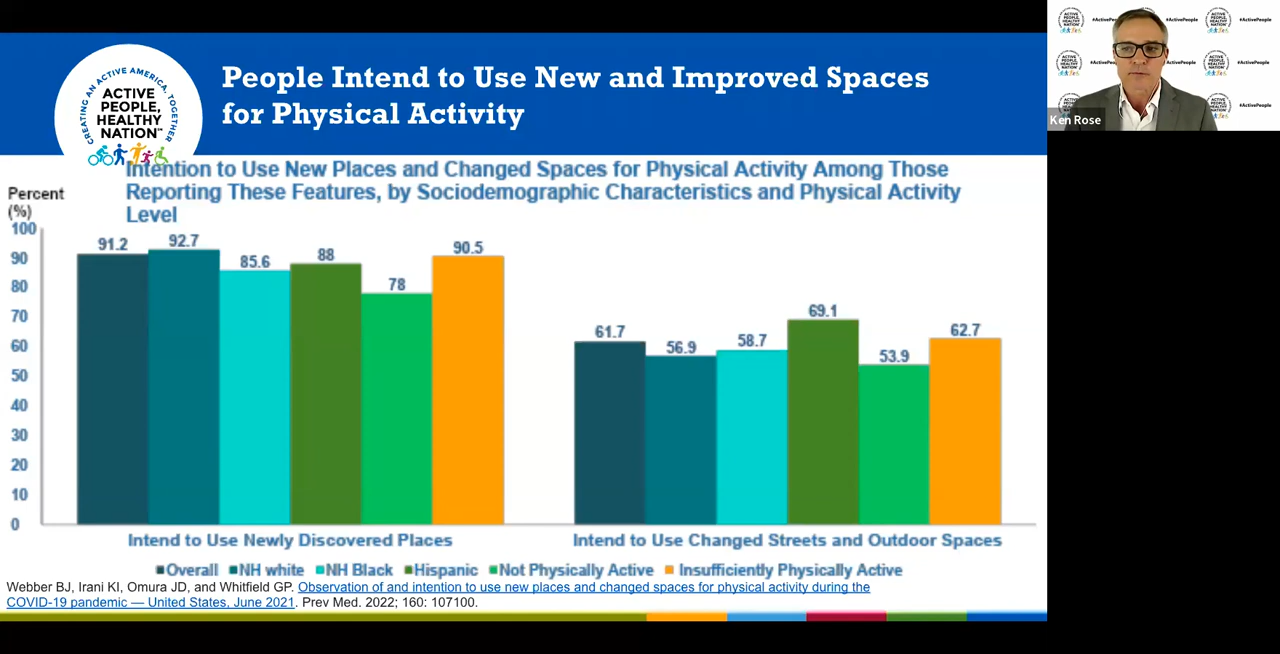 People Intend to Use New and Improved Spaces
for Physical Activity
CREATING AN ACTIVE AMERICA, TOGETHER
ACTIVE
PEOPLE,
HEALTHY
NATION™
Intention to Use New Places and Changed Spaces for Physical Activity Among Those
Reporting These Features, by Sociodemographic Characteristics and Physical Activity
Level
Percent
(%)
100
90
80
70
60
50
40
30
20
10
0
91.2
92.7
85.6
88
78
90.5
61.7
56.9
58.7
69.1
53.9
62.7
Intend to Use Newly Discovered Places
Intend to Use Changed Streets and Outdoor Spaces
Overall NH white NH Black Hispanic Not Physically Active Insufficiently Physically Active
Webber BJ, Irani KI, Omura JD, and Whitfield GP. Observation of and intention to use new places and changed spaces for physical activity during the
COVID-19 pandemic — United States, June 2021. Prev Med. 2022; 160: 107100.
ACTIVE
PEOPLE,
HEALTHY
NATION
#ActivePeople
#ActivePeople
#ActivePeople
Ken Rose